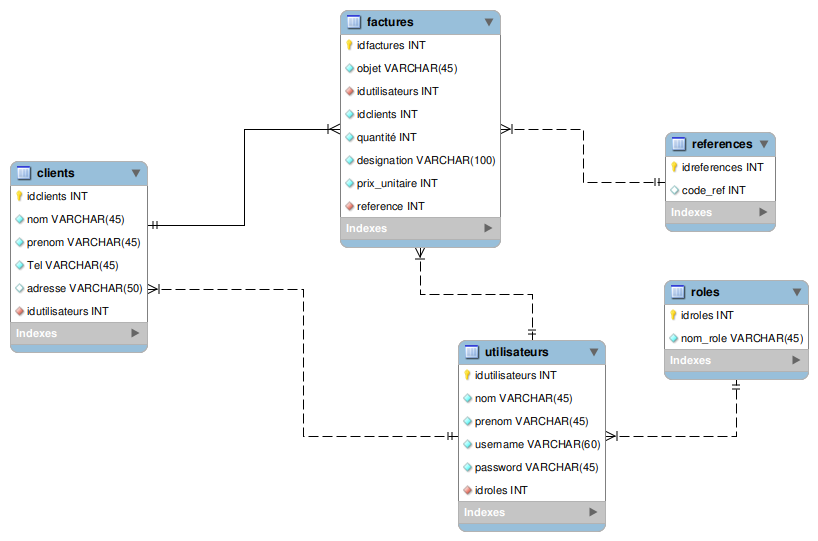 factures
idfactures INT
objet VARCHAR(45)
idutilisateurs INT
idclients INT
quantité INT
designation VARCHAR(100)
prix_unitaire INT
reference INT
Indexes
references
idreferences INT
code_ref INT
Indexes
clients
idclients INT
nom VARCHAR(45)
prenom VARCHAR(45)
Tel VARCHAR(45)
adresse VARCHAR(50)
idutilisateurs INT
Indexes
roles
idroles INT
nom_role VARCHAR(45)
Indexes
utilisateurs
idutilisateurs INT
nom VARCHAR(45)
prenom VARCHAR(45)
username VARCHAR(60)
password VARCHAR(45)
idroles INT
Indexes